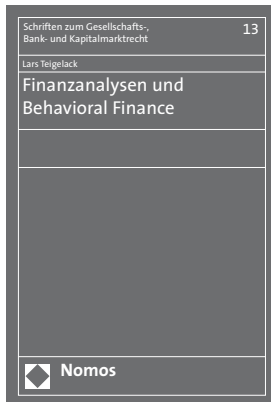 Schriften zum Gesellschafts-,
Bank- und Kapitalmarktrecht
13
Lars Teigelack
Finanzanalysen und
Behavioral Finance
Nomos